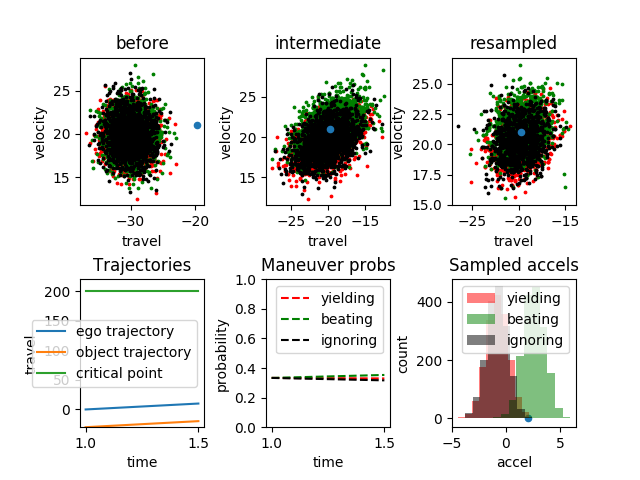 before
intermediate
resampled
velocity
25
20
15
−30
−20
travel
velocity
25
20
15
−25
−20
−15
travel
velocity
25.0
22.5
20.0
17.5
15.0
−25
−20
−15
travel
Trajectories
Maneuver probs
Sampled accels
travel
200
150
100
50
0
ego trajectory
object trajectory
critical point
1.0
1.5
time
probability
1.0
0.8
0.6
0.4
0.2
0.0
yielding
beating
ignoring
1.0
1.5
time
count
400
200
0
yielding
beating
ignoring
−5
0
5
accel